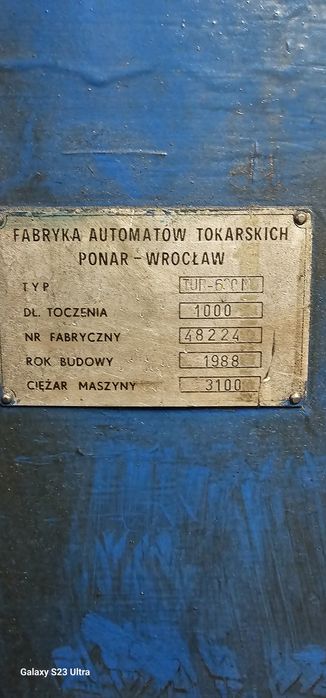 FABRYKA AUTOMATÓW TOKARSKICH
PONAR-WROCŁAW
TYP
DŁ. TOCZENIA 1000
NR FABRYCZNY 48224
ROK BUDOWY 1988
CIĘŻAR MASZYNY 3100
Galaxy S23 Ultra